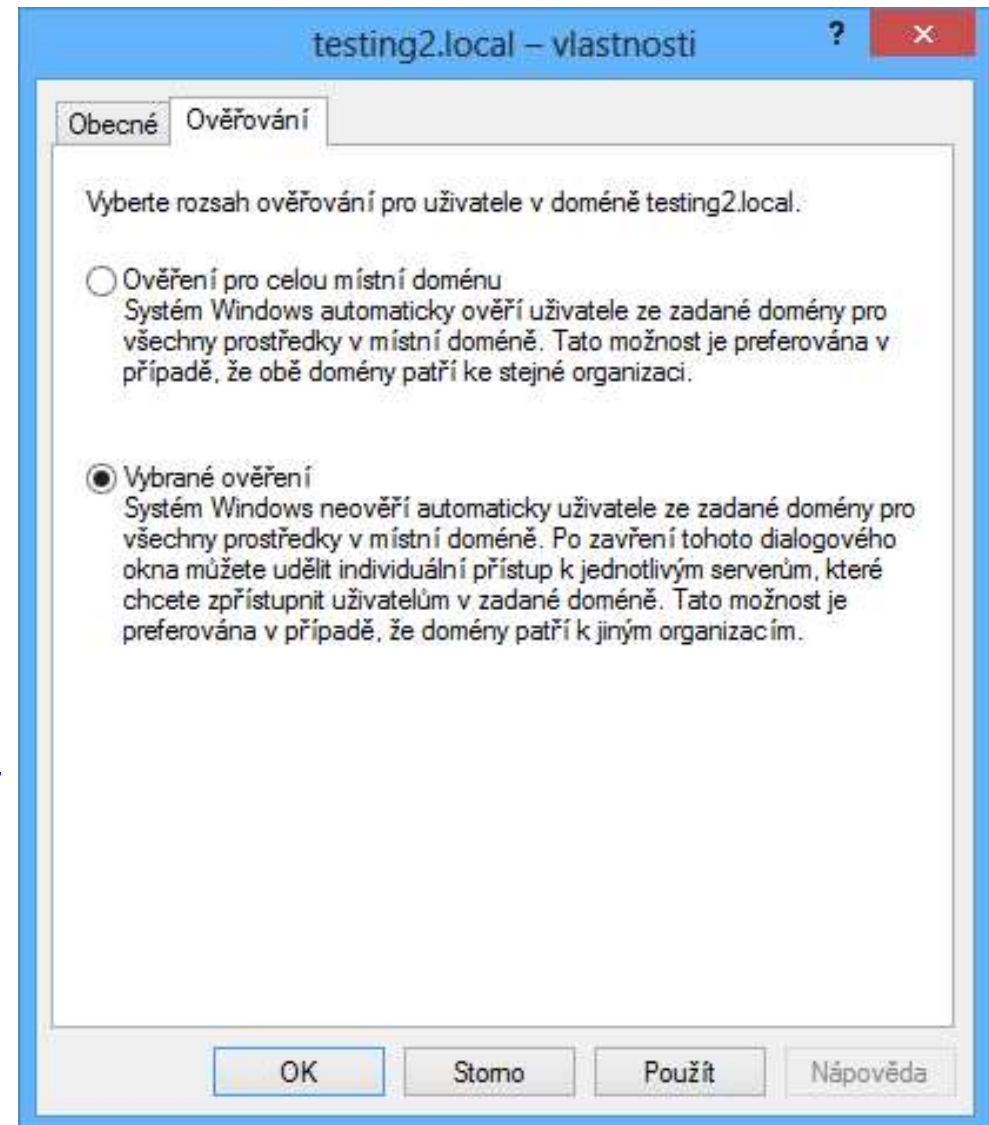 testing2.local – vlastnosti
?
Obecné
Ověřování
Vyberte rozsah ověřování pro uživatele v doméně testing2.local.
Ověření pro celou místní doménu
Systém Windows automaticky ověří uživatele ze zadané domény pro
všechny prostředky v místní doméně. Tato možnost je preferována v
případě, že obě domény patří ke stejné organizaci.
Vybrané ověření
Systém Windows neověří automaticky uživatele ze zadané domény pro
všechny prostředky v místní doméně. Po zavření tohoto dialogového
okna můžete udělit individuální přístup k jednotlivým serverům, které
chcete zpřístupnit uživatelům v zadané doméně. Tato možnost je
preferována v případě, že domény patří k jiným organizacím.
OK
Storno
Použít
Nápověda